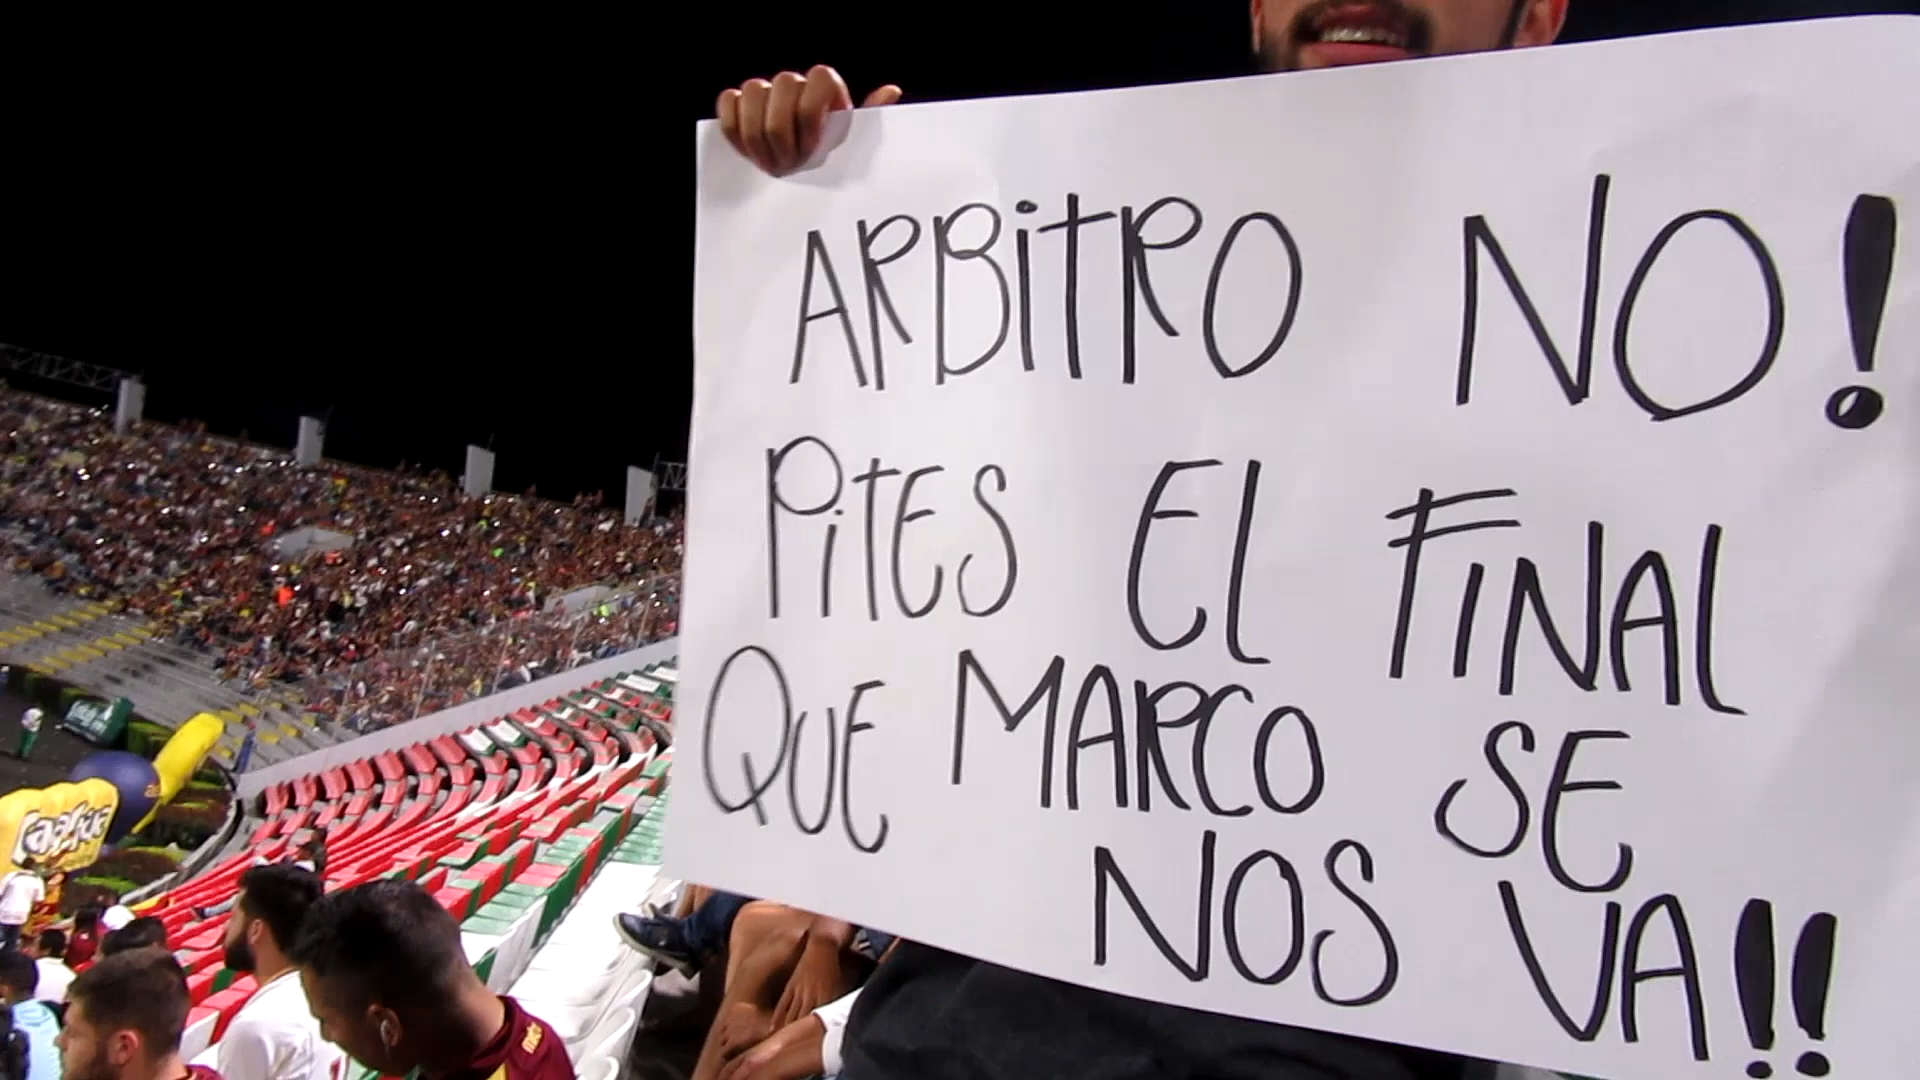 ARBiTRO NO!
PiTES El FINAL
QUE MARCO SE
NOS VA!!